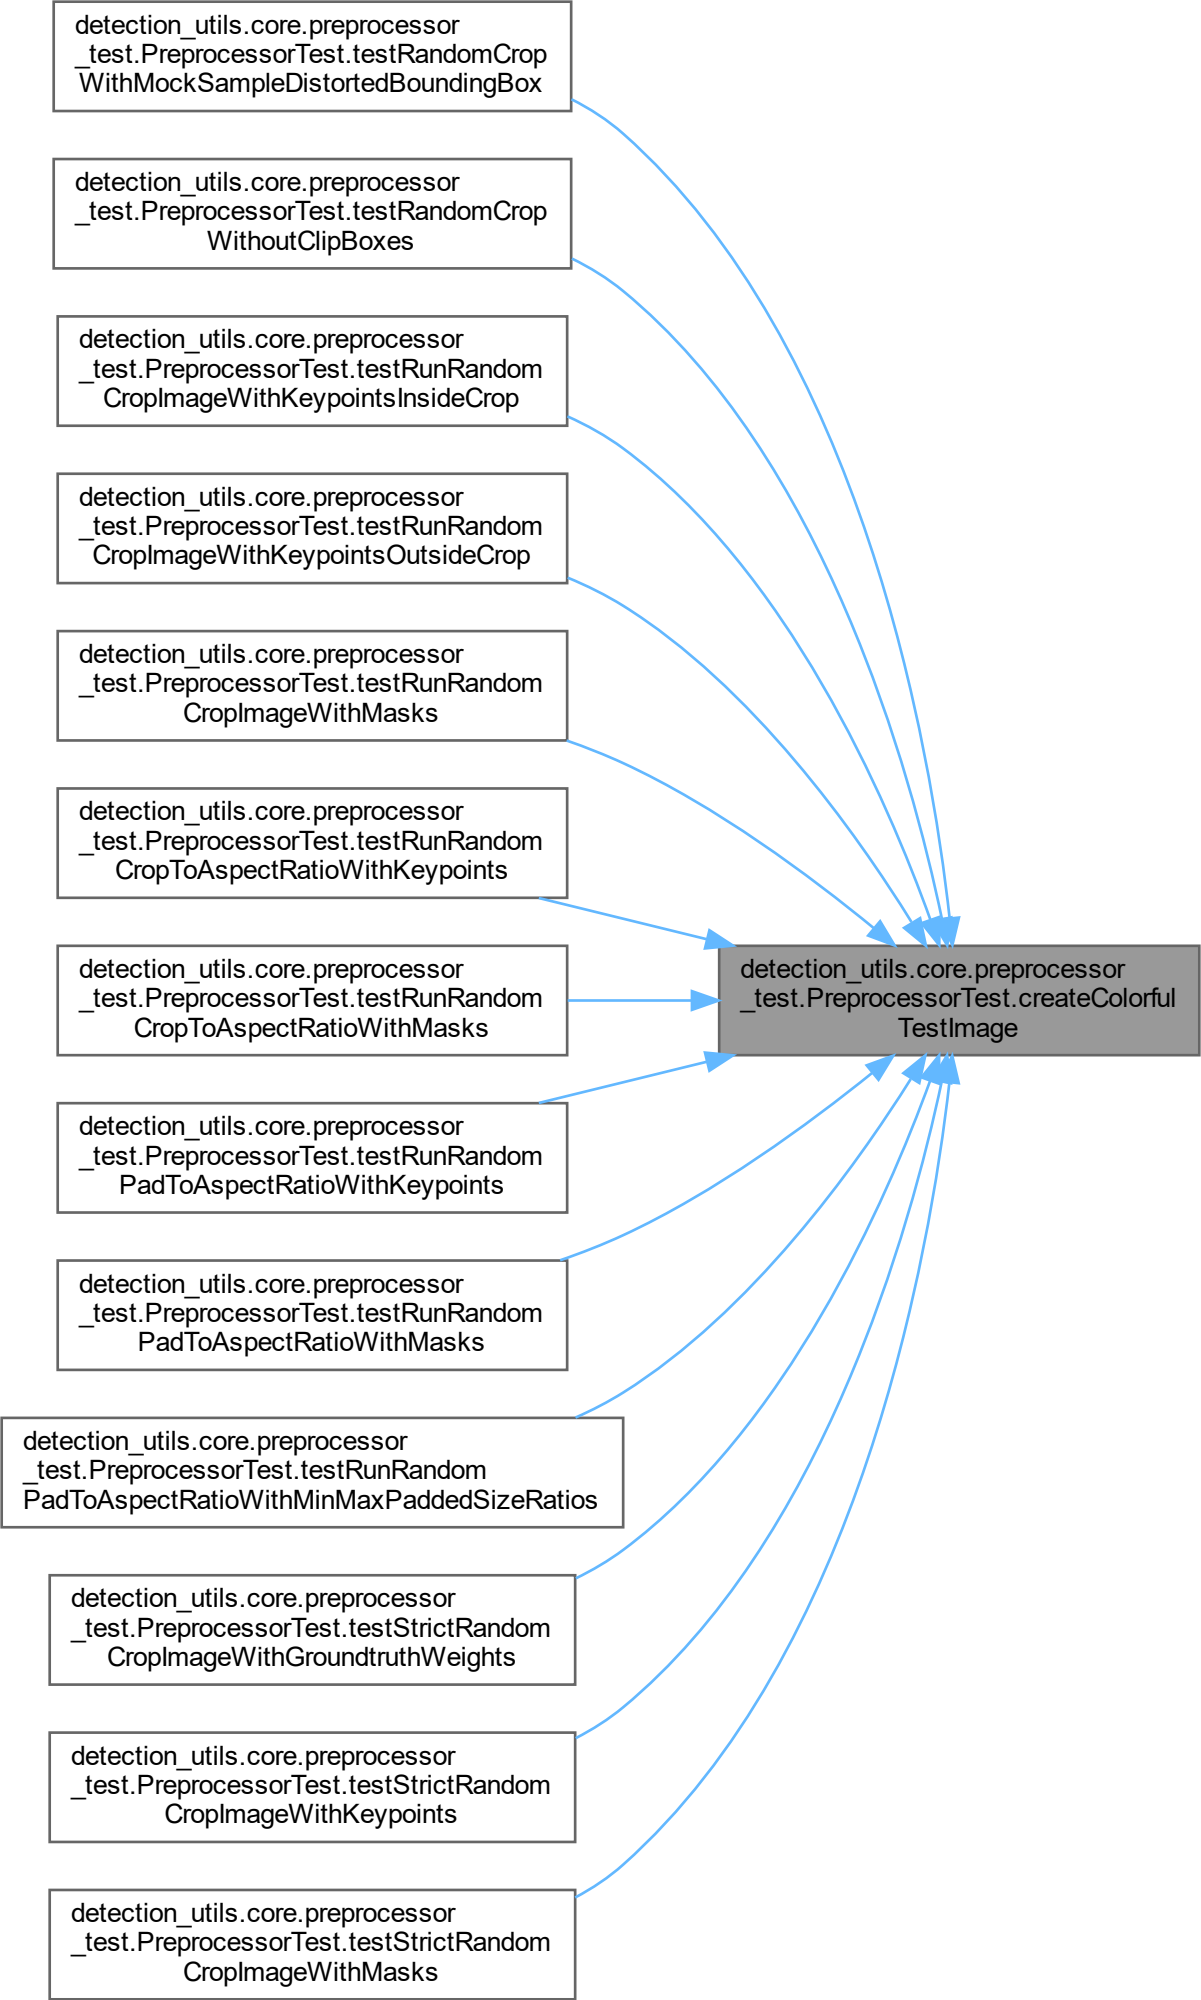 detection_utils.core.preprocessor
_test.PreprocessorTest.testRandomCrop
WithMockSampleDistortedBoundingBox
detection_utils.core.preprocessor
_test.PreprocessorTest.testRandomCrop
WithoutClipBoxes
detection_utils.core.preprocessor
_test.PreprocessorTest.testRunRandom
CropImageWithKeypointsInsideCrop
detection_utils.core.preprocessor
_test.PreprocessorTest.testRunRandom
CropImageWithKeypointsOutsideCrop
detection_utils.core.preprocessor
_test.PreprocessorTest.testRunRandom
CropImageWithMasks
detection_utils.core.preprocessor
_test.PreprocessorTest.testRunRandom
CropToAspectRatioWithKeypoints
detection_utils.core.preprocessor
_test.PreprocessorTest.testRunRandom
CropToAspectRatioWithMasks
detection_utils.core.preprocessor
_test.PreprocessorTest.createColorful
TestImage
detection_utils.core.preprocessor
_test.PreprocessorTest.testRunRandom
PadToAspectRatioWithKeypoints
detection_utils.core.preprocessor
_test.PreprocessorTest.testRunRandom
PadToAspectRatioWithMasks
detection_utils.core.preprocessor
_test.PreprocessorTest.testRunRandom
PadToAspectRatioWithMinMaxPaddedSizeRatios
detection_utils.core.preprocessor
_test.PreprocessorTest.testStrictRandom
CropImageWithGroundtruthWeights
detection_utils.core.preprocessor
_test.PreprocessorTest.testStrictRandom
CropImageWithKeypoints
detection_utils.core.preprocessor
_test.PreprocessorTest.testStrictRandom
CropImageWithMasks